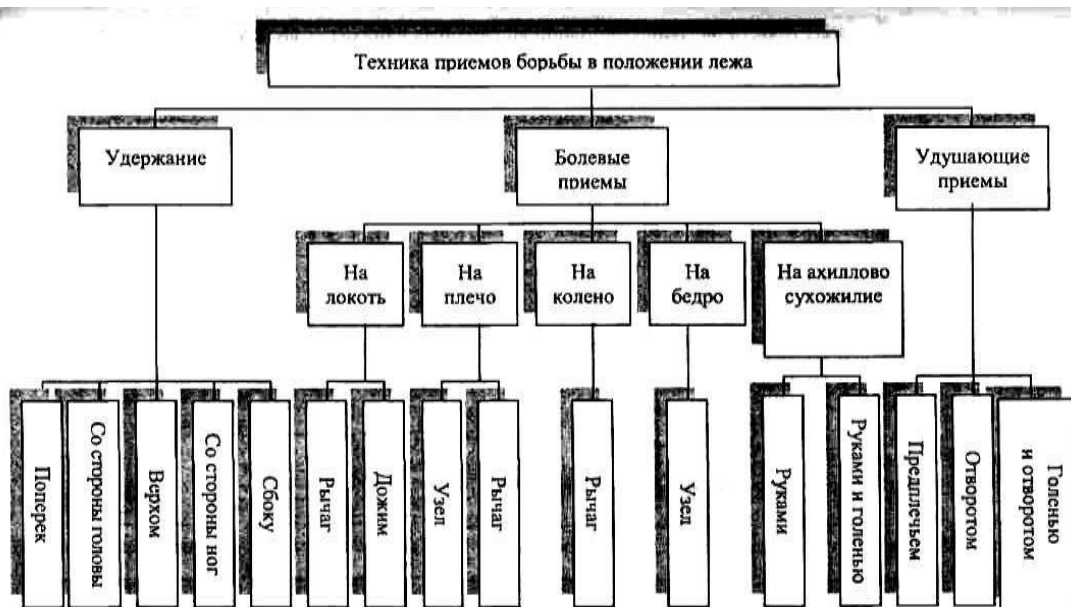 Техника приемов борьбы в положении лежа
Удержание
Болевые
приемы
Удушающие
приемы
На
локоть
На
плечо
На
колено
На
бедро
На ахиллово
сухожилие
Поперек
Со стороны головы
Верхом
Со стороны ног
Сбоку
Рычаг
Дожим
Узел
Рычаг
Рычаг
Узел
Руками
Руками и голенью
Предплечьем
Отворотом
Голенью
и отворотом